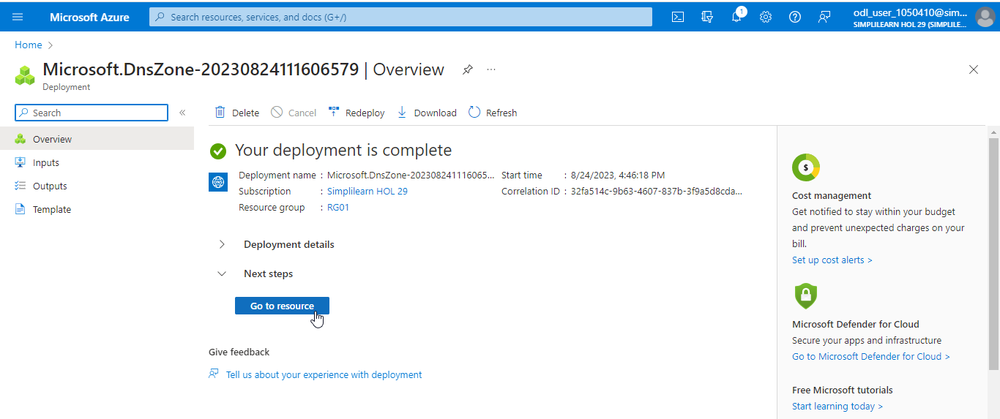 Microsoft Azure
Search resources, services, and docs (G+/)
1
odl_user_1050410@sim...
SIMPLILEARN HOL 29 (SIMPLILE...
Home >
Microsoft.DnsZone-20230824111606579 | Overview
...
Deployment
Search
«
Delete
Cancel
Redeploy
Download
Refresh
Overview
Inputs
Outputs
Template
Your deployment is complete
DNS
Deployment name : Microsoft.DnsZone-202308241116065...
Start time : 8/24/2023, 4:46:18 PM
Subscription : Simplilearn HOL 29
Correlation ID : 32fa514c-9b63-4607-837b-3f9a5d8cda...
Resource group : RG01
Deployment details
Next steps
Go to resource
Give feedback
Tell us about your experience with deployment
$
Cost management
Get notified to stay within your budget
and prevent unexpected charges on your
bill.
Set up cost alerts >
Microsoft Defender for Cloud
Secure your apps and infrastructure
Go to Microsoft Defender for Cloud >
Free Microsoft tutorials
Start learning today >